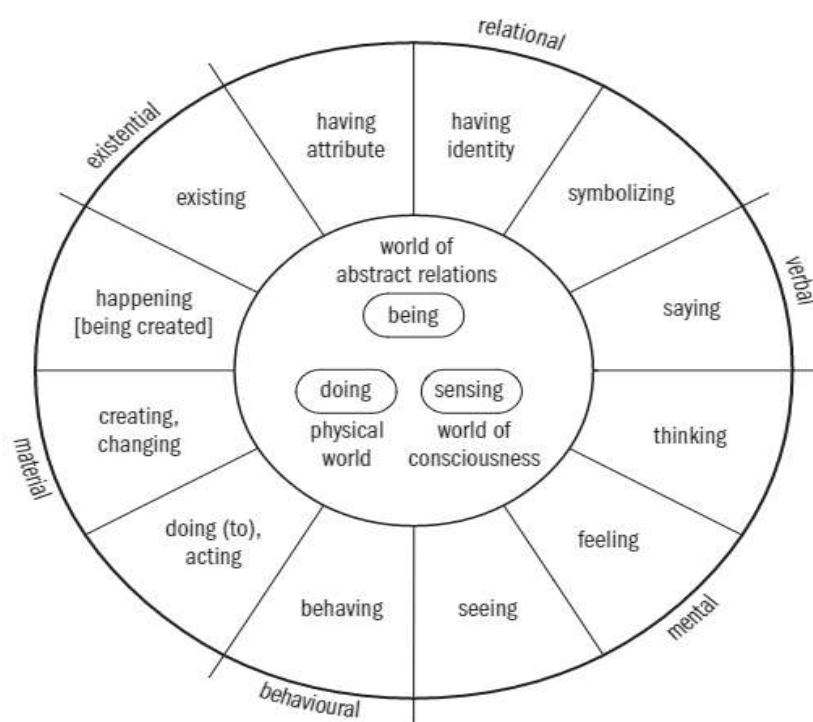 relational
existential
having
attribute
having
identity
existing
symbolizing
world of
abstract relations
being
verbal
happening
[being created]
saying
doing
sensing
physical
world
world of
consciousness
creating,
changing
thinking
material
doing (to),
acting
feeling
behaving
seeing
mental
behavioural